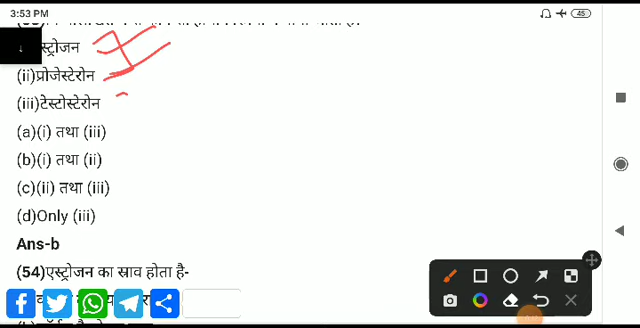 3:53 PM
45
स्ट्रोजन
(ii)प्रोजेस्टेरोन
(iii)टेस्टोस्टेरोन
(a)(i) तथा (iii)
(b)(i) तथा (ii)
(c)(ii) तथा (iii)
(d)Only (iii)
Ans-b
(54)एस्ट्रोजन का स्राव होता है-